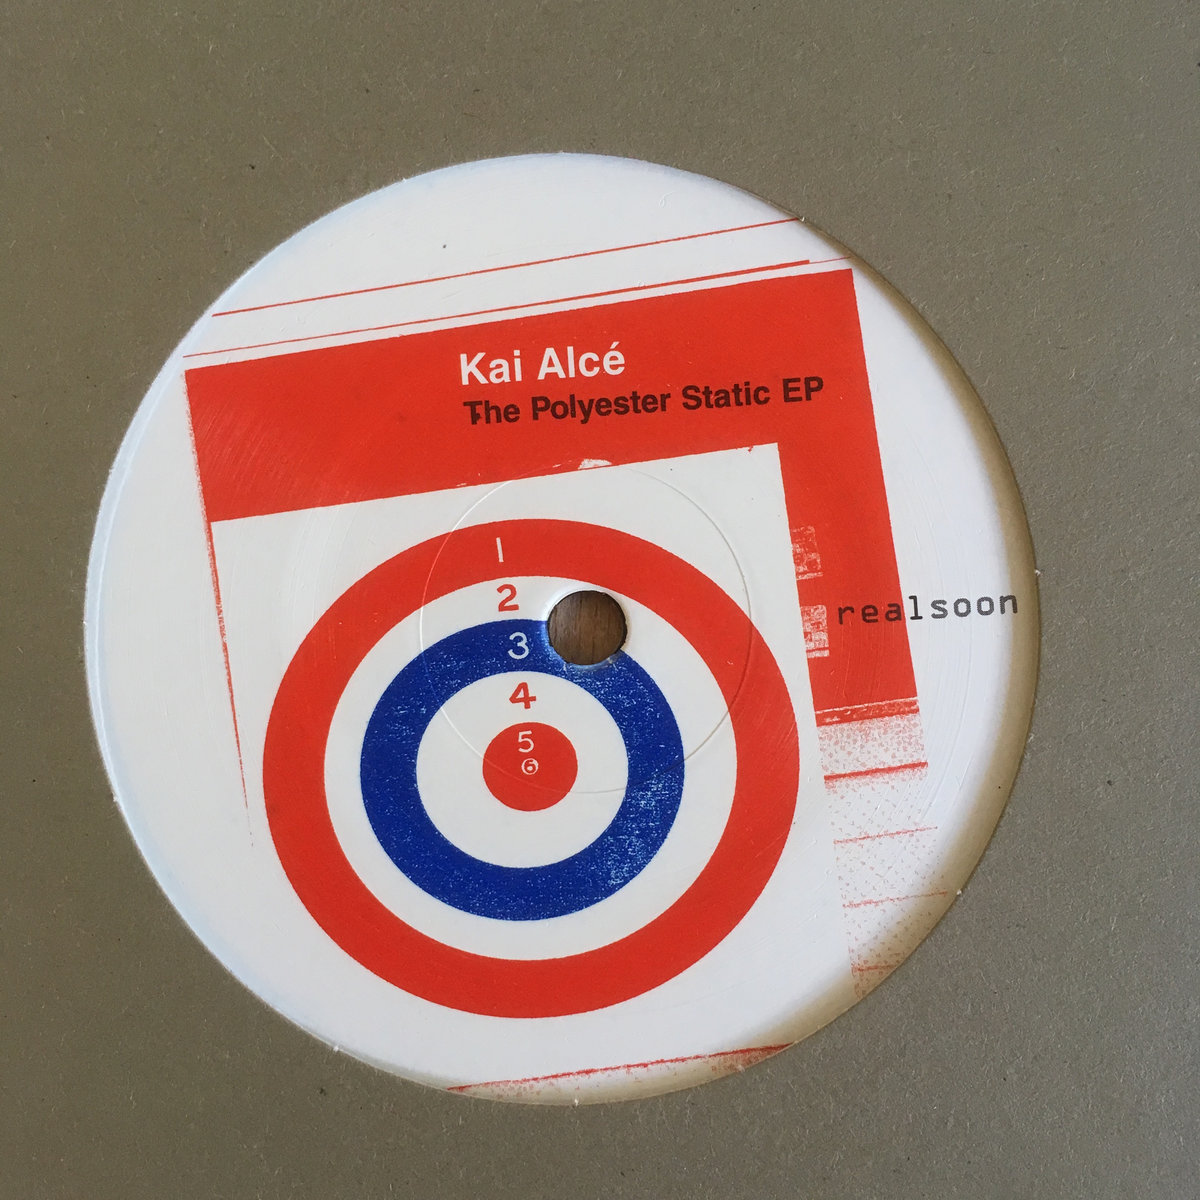 Kai Alcé
The Polyester Static EP
1
2
3
4
5
6
realsoon